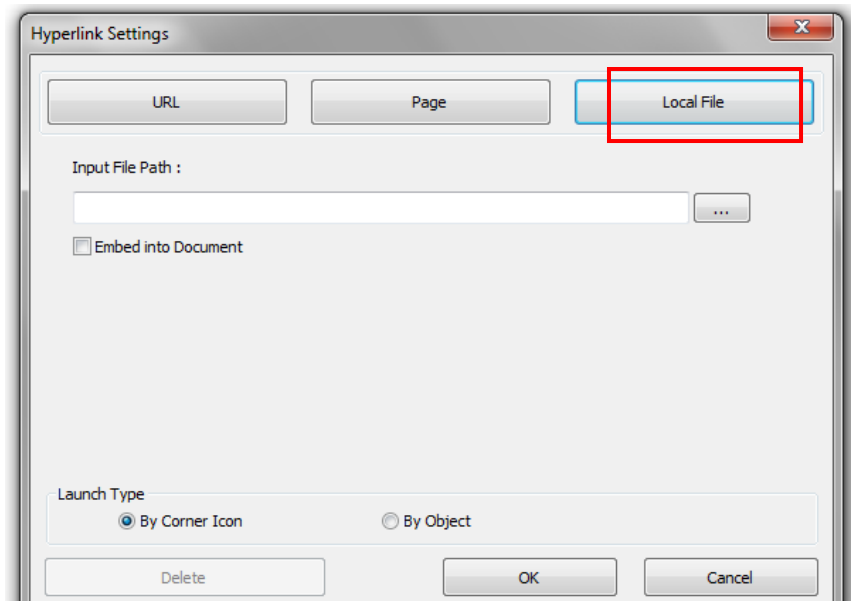 Hyperlink Settings
URL Page Local File
Input File Path :
...
Embed into Document
Launch Type
By Corner Icon By Object
Delete OK Cancel